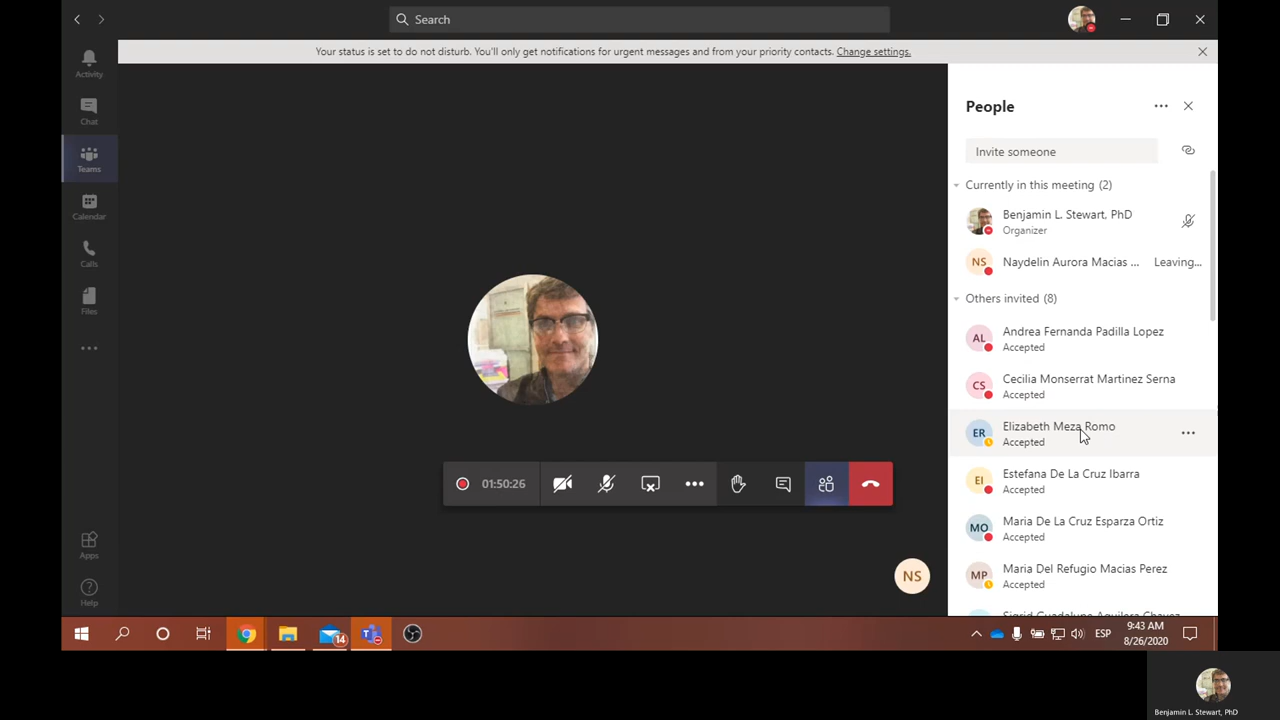 Search
Your status is set to do not disturb. You'll only get notifications for urgent messages and from your priority contacts. Change settings.
Activity
Chat
Teams
Calendar
Calls
Files
Apps
Help
People
Invite someone
Currently in this meeting (2)
Benjamin L. Stewart, PhD
Organizer
NS
Naydelin Aurora Macias ...
Leaving...
Others invited (8)
AL
Andrea Fernanda Padilla Lopez
Accepted
CS
Cecilia Monserrat Martinez Serna
Accepted
ER
Elizabeth Meza Romo
Accepted
EI
Estefana De La Cruz Ibarra
Accepted
MO
Maria De La Cruz Esparza Ortiz
Accepted
MP
Maria Del Refugio Macias Perez
Accepted
Sigrid Guadalupe Aguilera Chavez
01:50:26
NS
14
ESP
9:43 AM
8/26/2020
Benjamin L. Stewart, PhD